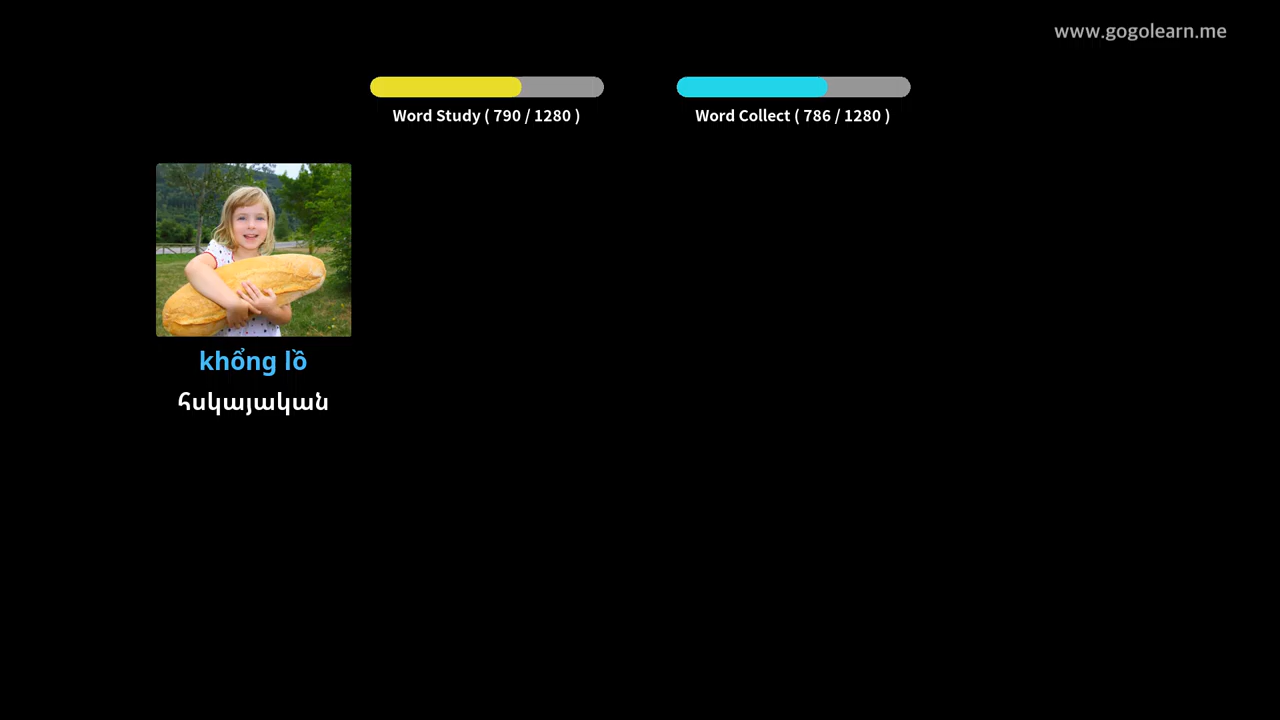 www.gogolearn.me
Word Study ( 790 / 1280 )
Word Collect ( 786 / 1280 )
khổng lồ
հսկայական